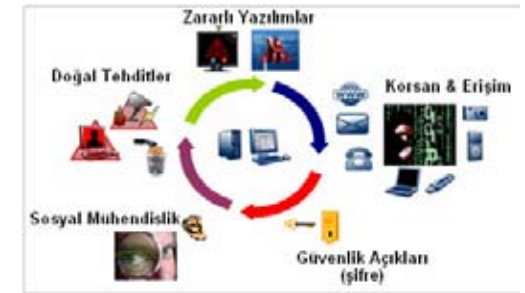 Zararlı Yazılımlar
Doğal Tehditler
Korsan & Erişim
Sosyal Mühendislik
Güvenlik Açıkları
(şifre)